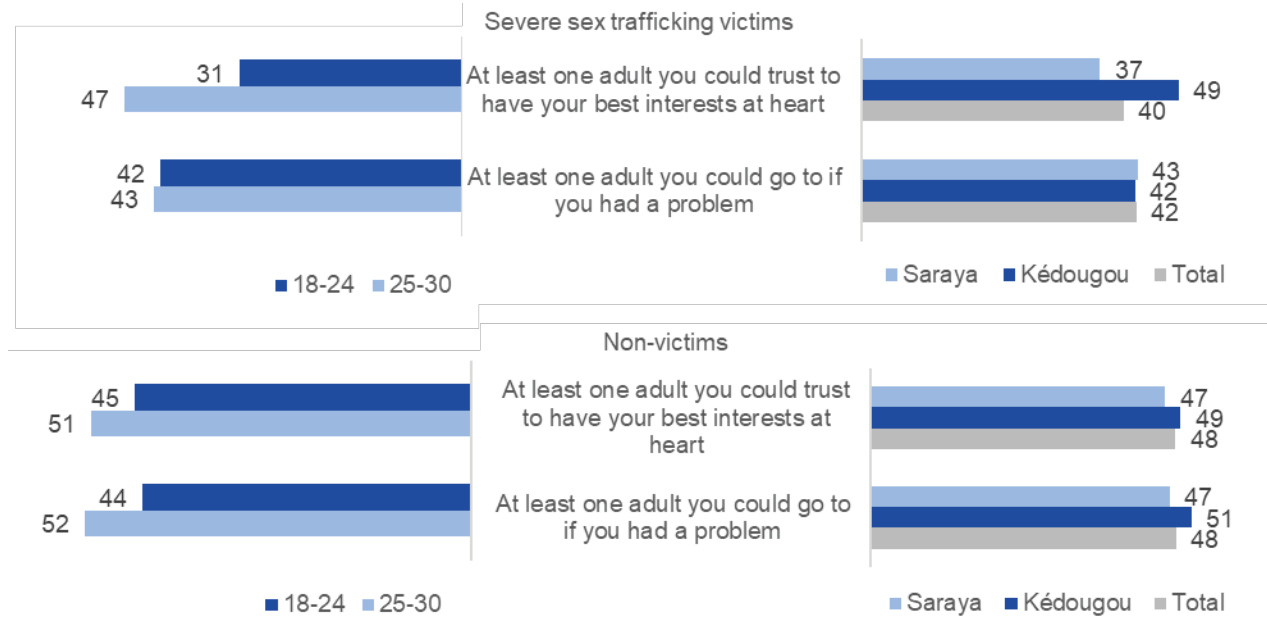 Severe sex trafficking victims
31
47
At least one adult you could trust to
have your best interests at heart
37
49
40
42
43
At least one adult you could go to if
you had a problem
43
42
42
18-24 25-30
Saraya Kédougou Total
Non-victims
45
51
At least one adult you could trust
to have your best interests at
heart
47
49
48
44
52
At least one adult you could go to
if you had a problem
47
51
48
18-24 25-30
Saraya Kédougou Total